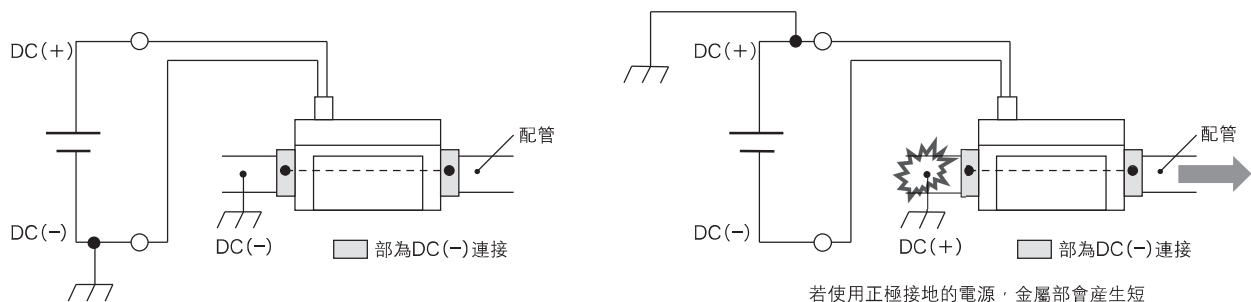 DC(+)
配管
DC(-)
DC(-)
部為DC(-)連接
DC(+)
配管
DC(-)
DC(+)
部為DC(-)連接
若使用正極接地的電源，金屬部會産生短